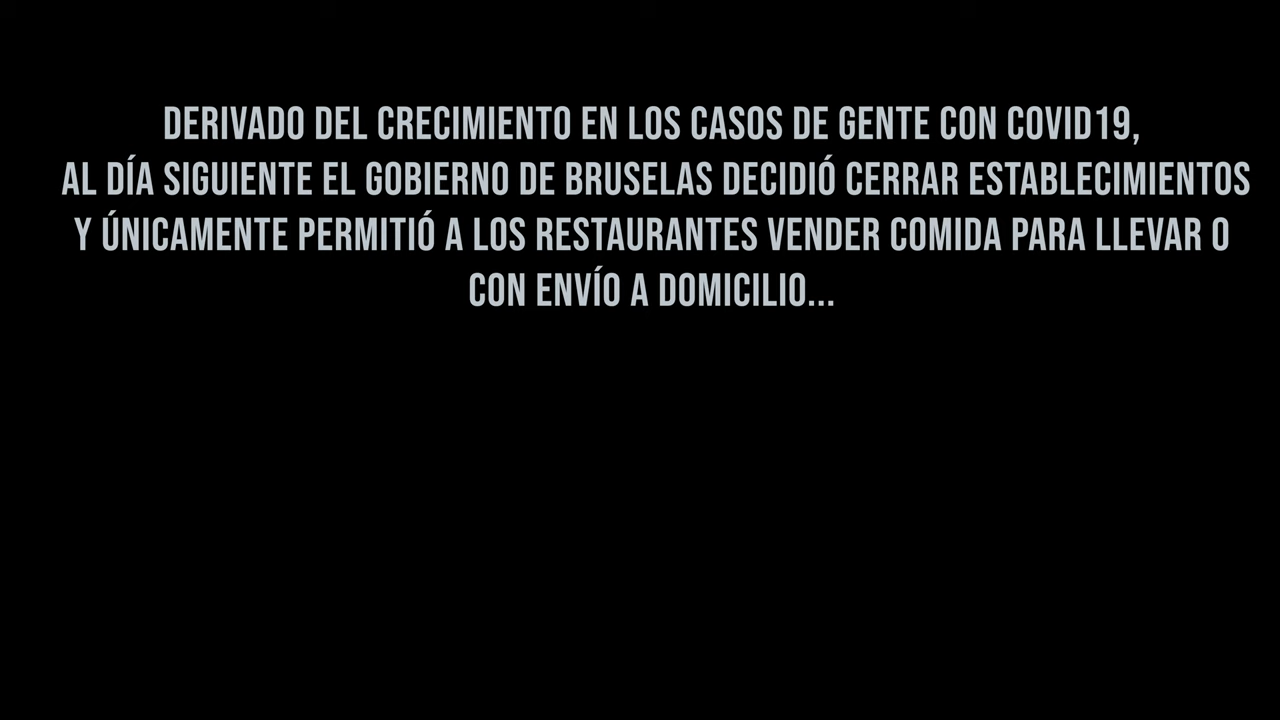 DERIVADO DEL CRECIMIENTO EN LOS CASOS DE GENTE CON COVID19,
AL DÍA SIGUIENTE EL GOBIERNO DE BRUSELAS DECIDIÓ CERRAR ESTABLECIMIENTOS
Y ÚNICAMENTE PERMITIÓ A LOS RESTAURANTES VENDER COMIDA PARA LLEVAR O
CON ENVÍO A DOMICILIO...